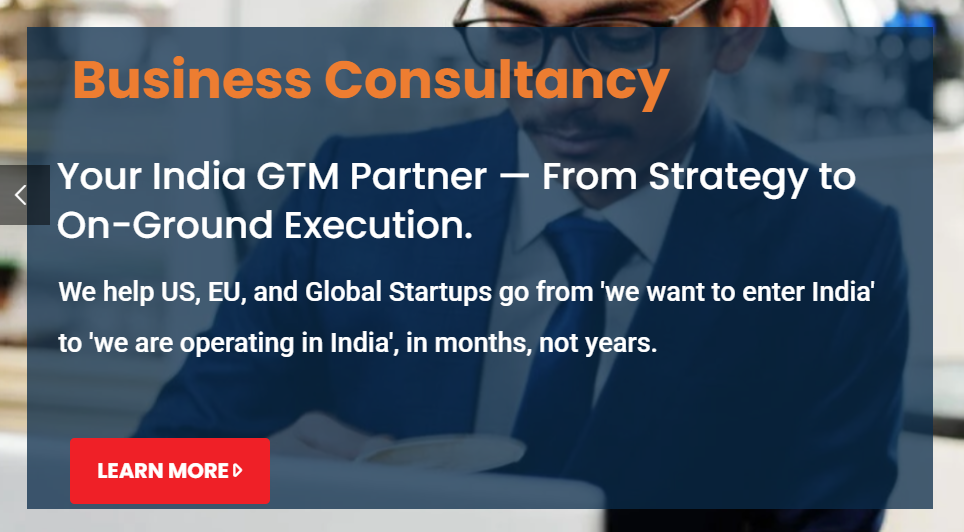 Business Consultancy
Your India GTM Partner — From Strategy to
On-Ground Execution.
We help US, EU, and Global Startups go from 'we want to enter India'
to 'we are operating in India', in months, not years.
LEARN MORE